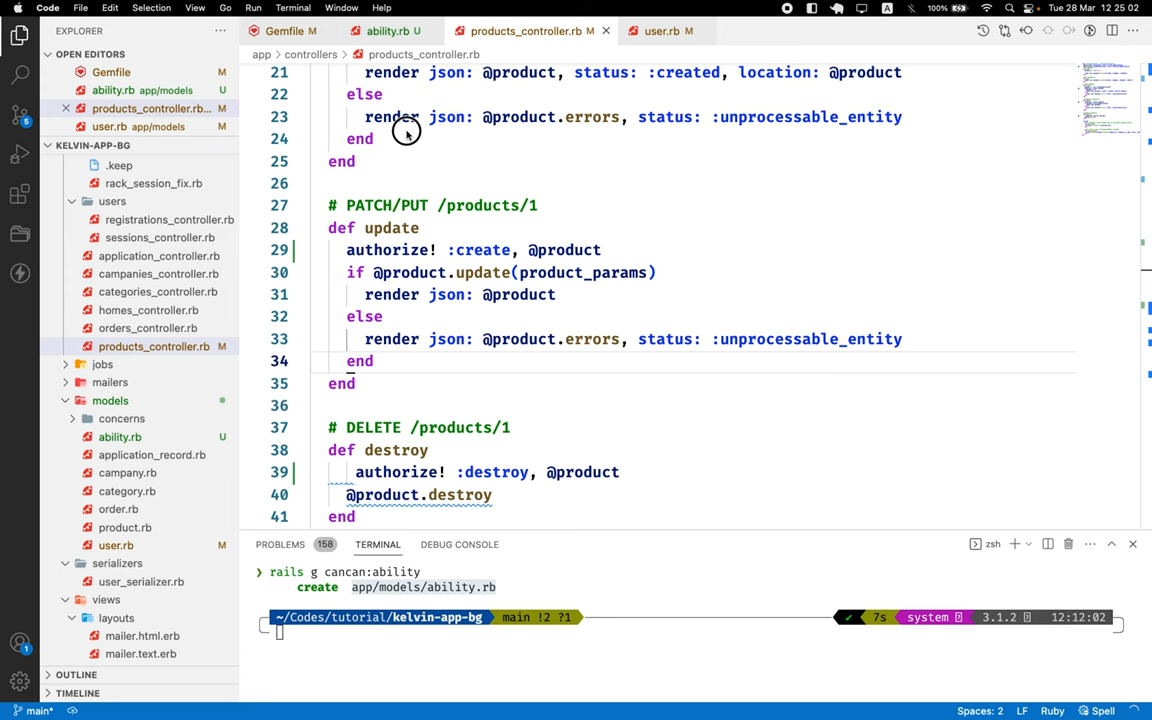 Code File Edit Selection View Go Run Terminal Window Help 100% Tue 28 Mar 12 25 02
EXPLORER
OPEN EDITORS
Gemfile M
ability.rb app/models U
products_controller.rb... M
user.rb app/models M
KELVIN-APP-BG
.keep
rack_session_fix.rb
users
registrations_controller.rb
sessions_controller.rb
application_controller.rb
campanies_controller.rb
categories_controller.rb
homes_controller.rb
orders_controller.rb
products_controller.rb M
jobs
mailers
models
concerns
ability.rb U
application_record.rb
campany.rb
category.rb
order.rb
product.rb
user.rb M
serializers
user_serializer.rb
views
layouts
mailer.html.erb
mailer.text.erb
OUTLINE
TIMELINE
Gemfile M ability.rb U products_controller.rb M user.rb M
app > controllers > products_controller.rb
21 render json: @product, status: :created, location: @product
22 else
23 render json: @product.errors, status: :unprocessable_entity
24 end
25 end
26
27 # PATCH/PUT /products/1
28 def update
29 authorize! :create, @product
30 if @product.update(product_params)
31 render json: @product
32 else
33 render json: @product.errors, status: :unprocessable_entity
34 end
35 end
36
37 # DELETE /products/1
38 def destroy
39 authorize! :destroy, @product
40 @product.destroy
41 end
PROBLEMS 158 TERMINAL DEBUG CONSOLE zsh
❯ rails g cancan:ability
create app/models/ability.rb
~/Codes/tutorial/kelvin-app-bg main !2 ?1 ✔ 7s system 3.1.2 12:12:02
main* Spaces: 2 LF Ruby Spell